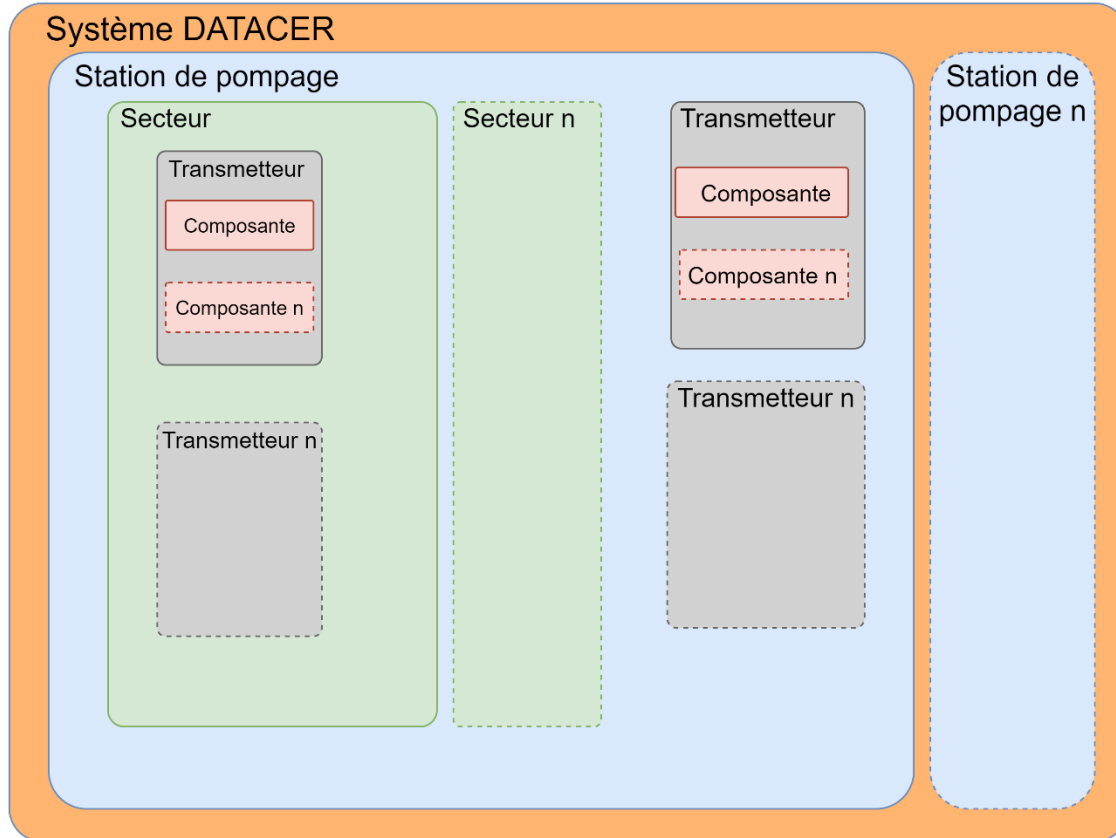 Système DATACER
Station de pompage
Secteur
Transmetteur
Composante
Composante n
Transmetteur n
Secteur n
Transmetteur
Composante
Composante n
Transmetteur n
Station de
pompage n